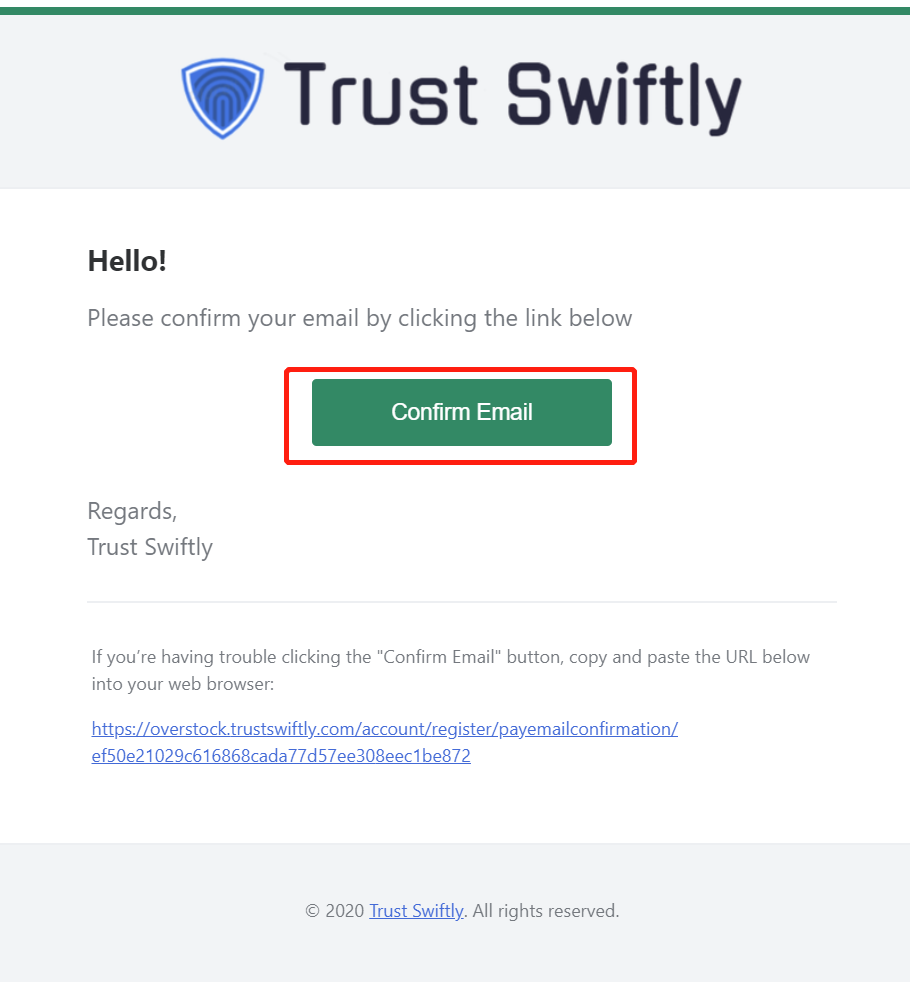 Trust Swiftly
Hello!
Please confirm your email by clicking the link below
Confirm Email
Regards,
Trust Swiftly
If you’re having trouble clicking the "Confirm Email" button, copy and paste the URL below
into your web browser:
https://overstock.trustswiftly.com/account/register/payemailconfirmation/
ef50e21029c616868cada77d57ee308eec1be872
© 2020 Trust Swiftly. All rights reserved.